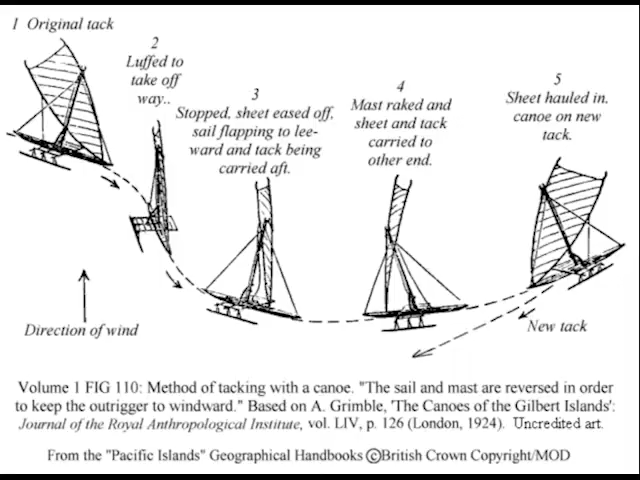 1 Original tack
2
Luffed to
take off
way..
3
Stopped, sheet eased off,
sail flapping to lee-
ward and tack being
carried aft.
4
Mast raked and
sheet and tack
carried to
other end.
5
Sheet hauled in,
canoe on new
tack.
Direction of wind
New tack
Volume 1 FIG 110: Method of tacking with a canoe. "The sail and mast are reversed in order
to keep the outrigger to windward." Based on A. Grimble, 'The Canoes of the Gilbert Islands':
Journal of the Royal Anthropological Institute, vol. LIV, p. 126 (London, 1924). Uncredited art.
From the "Pacific Islands" Geographical Handbooks ©British Crown Copyright/MOD